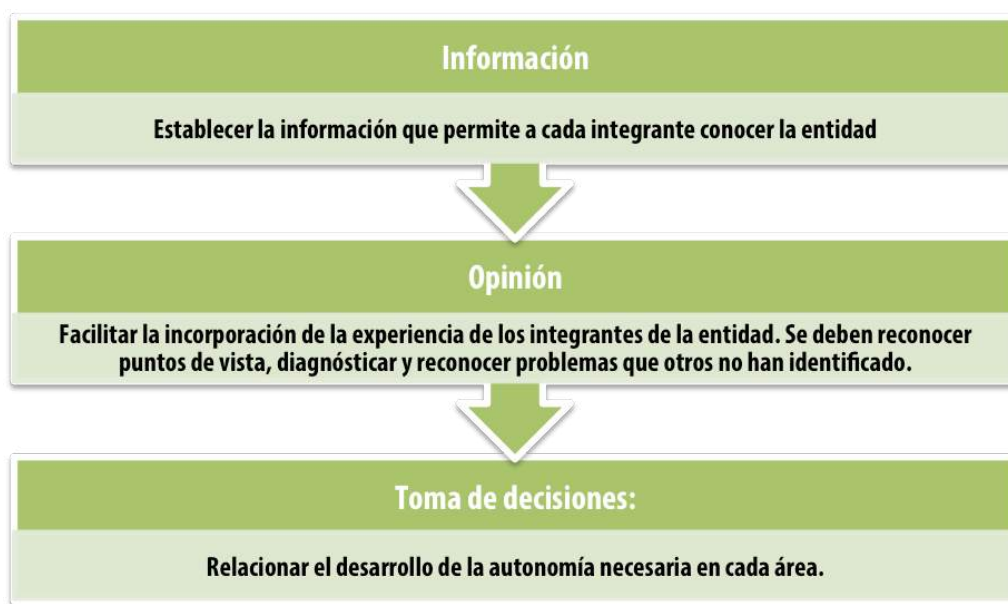 Información
Establecer la información que permite a cada integrante conocer la entidad
Opinión
Facilitar la incorporación de la experiencia de los integrantes de la entidad. Se deben reconocer
puntos de vista, diagnósticar y reconocer problemas que otros no han identificado.
Toma de decisiones:
Relacionar el desarrollo de la autonomía necesaria en cada área.